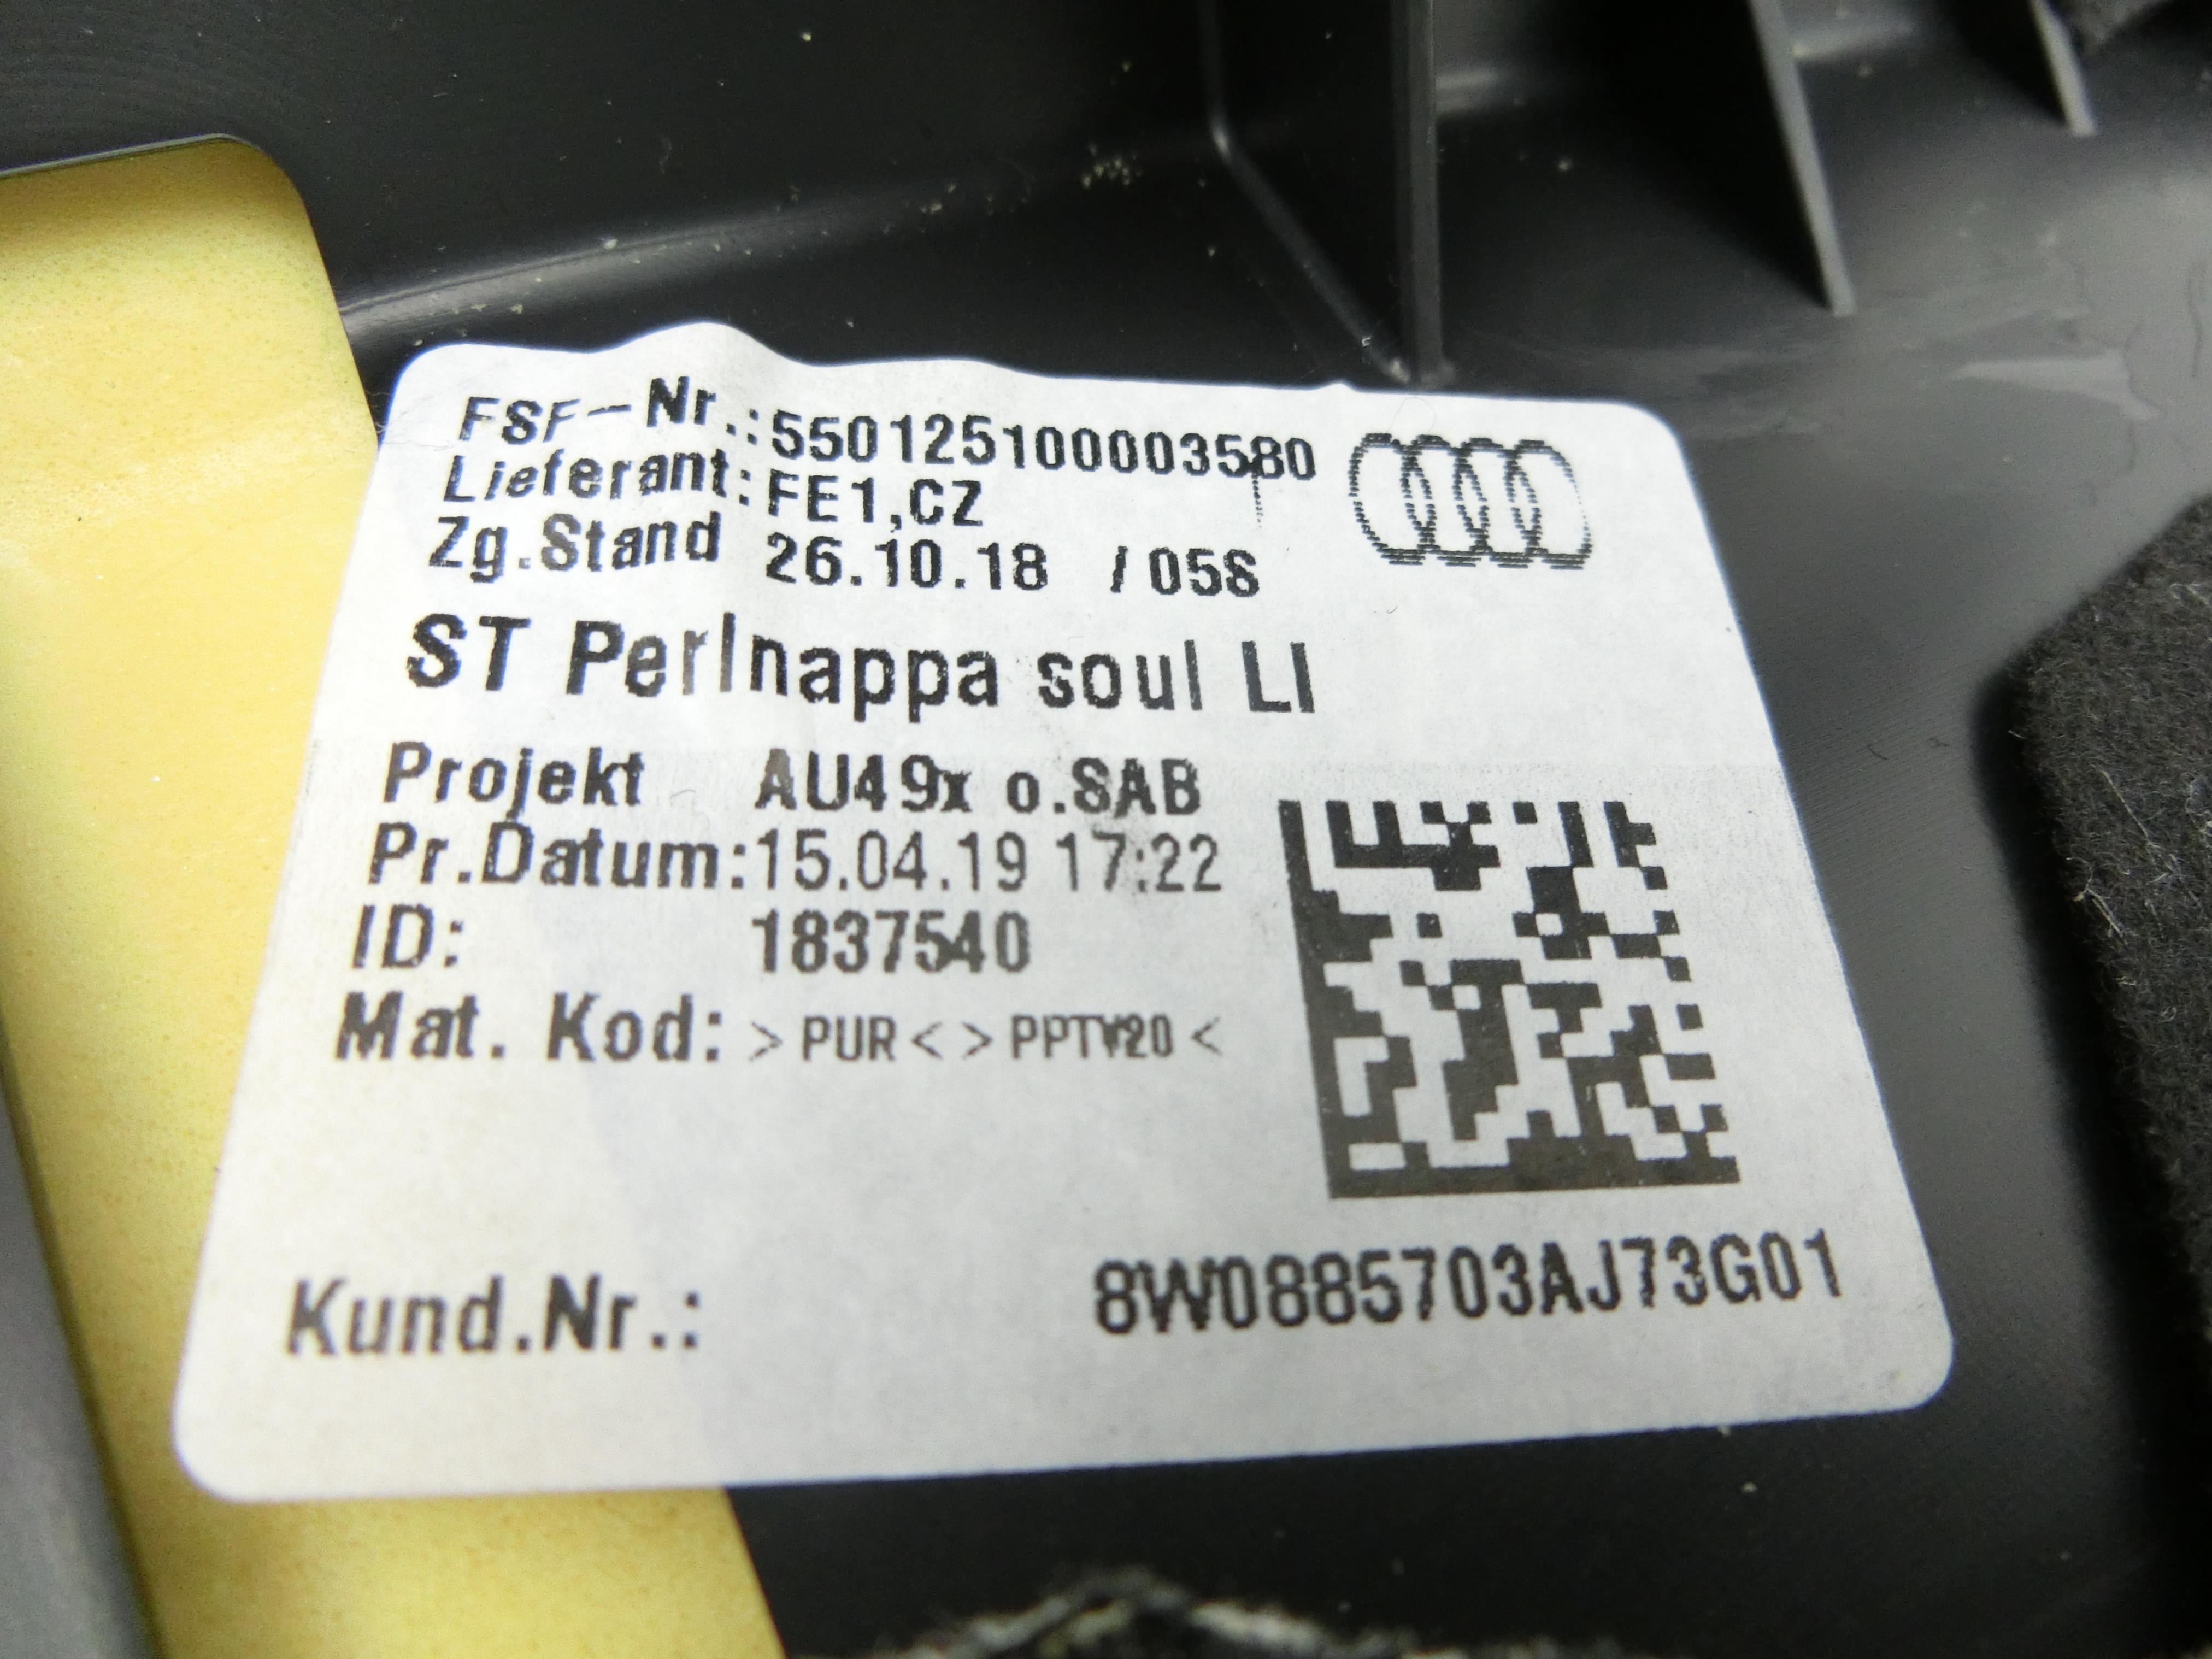 FSF-Nr.:550125100003580
Lieferant:FE1,CZ
Zg.Stand 26.10.18 /05S
ST Perlnappa soul LI
Projekt AU49x o.SAB
Pr.Datum:15.04.19 17:22
ID: 1837540
Mat. Kod: >PUR<>PPTV20<
Kund.Nr.: 8W0885703AJ73G01